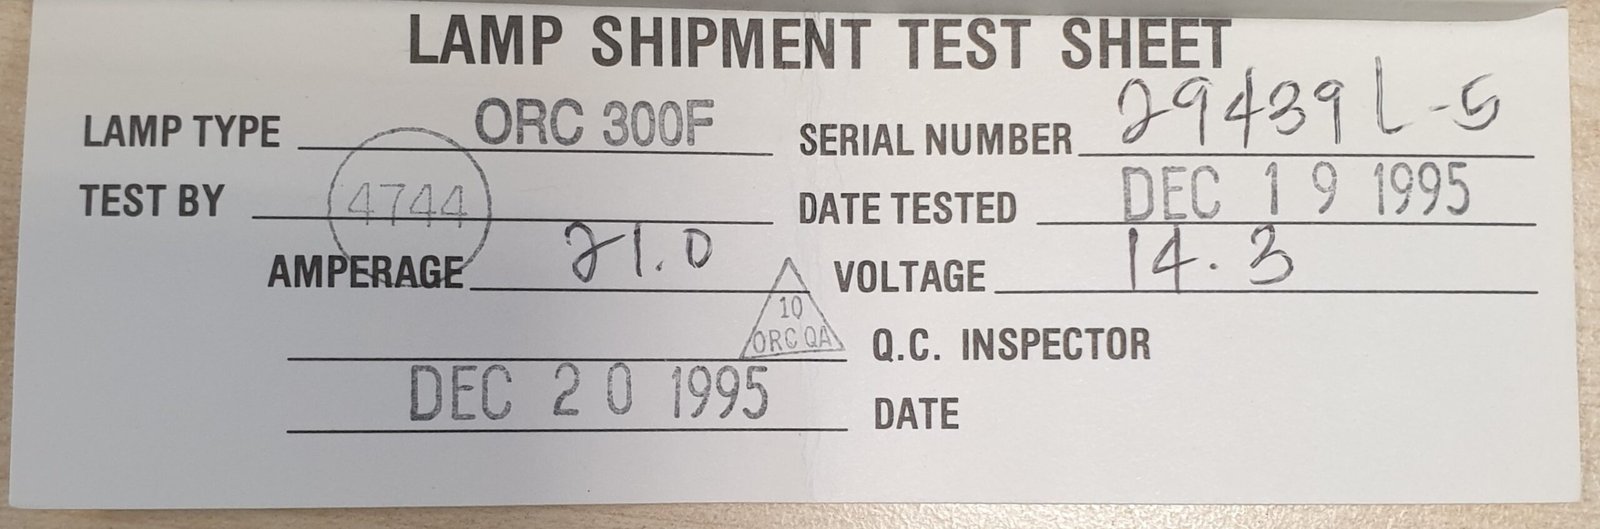 LAMP SHIPMENT TEST SHEET
LAMP TYPE ORC 300F SERIAL NUMBER 29439L-5
TEST BY 4744 DATE TESTED DEC 19 1995
AMPERAGE 21.0 VOLTAGE 14.3
10
ORC QA Q.C. INSPECTOR
DEC 20 1995 DATE